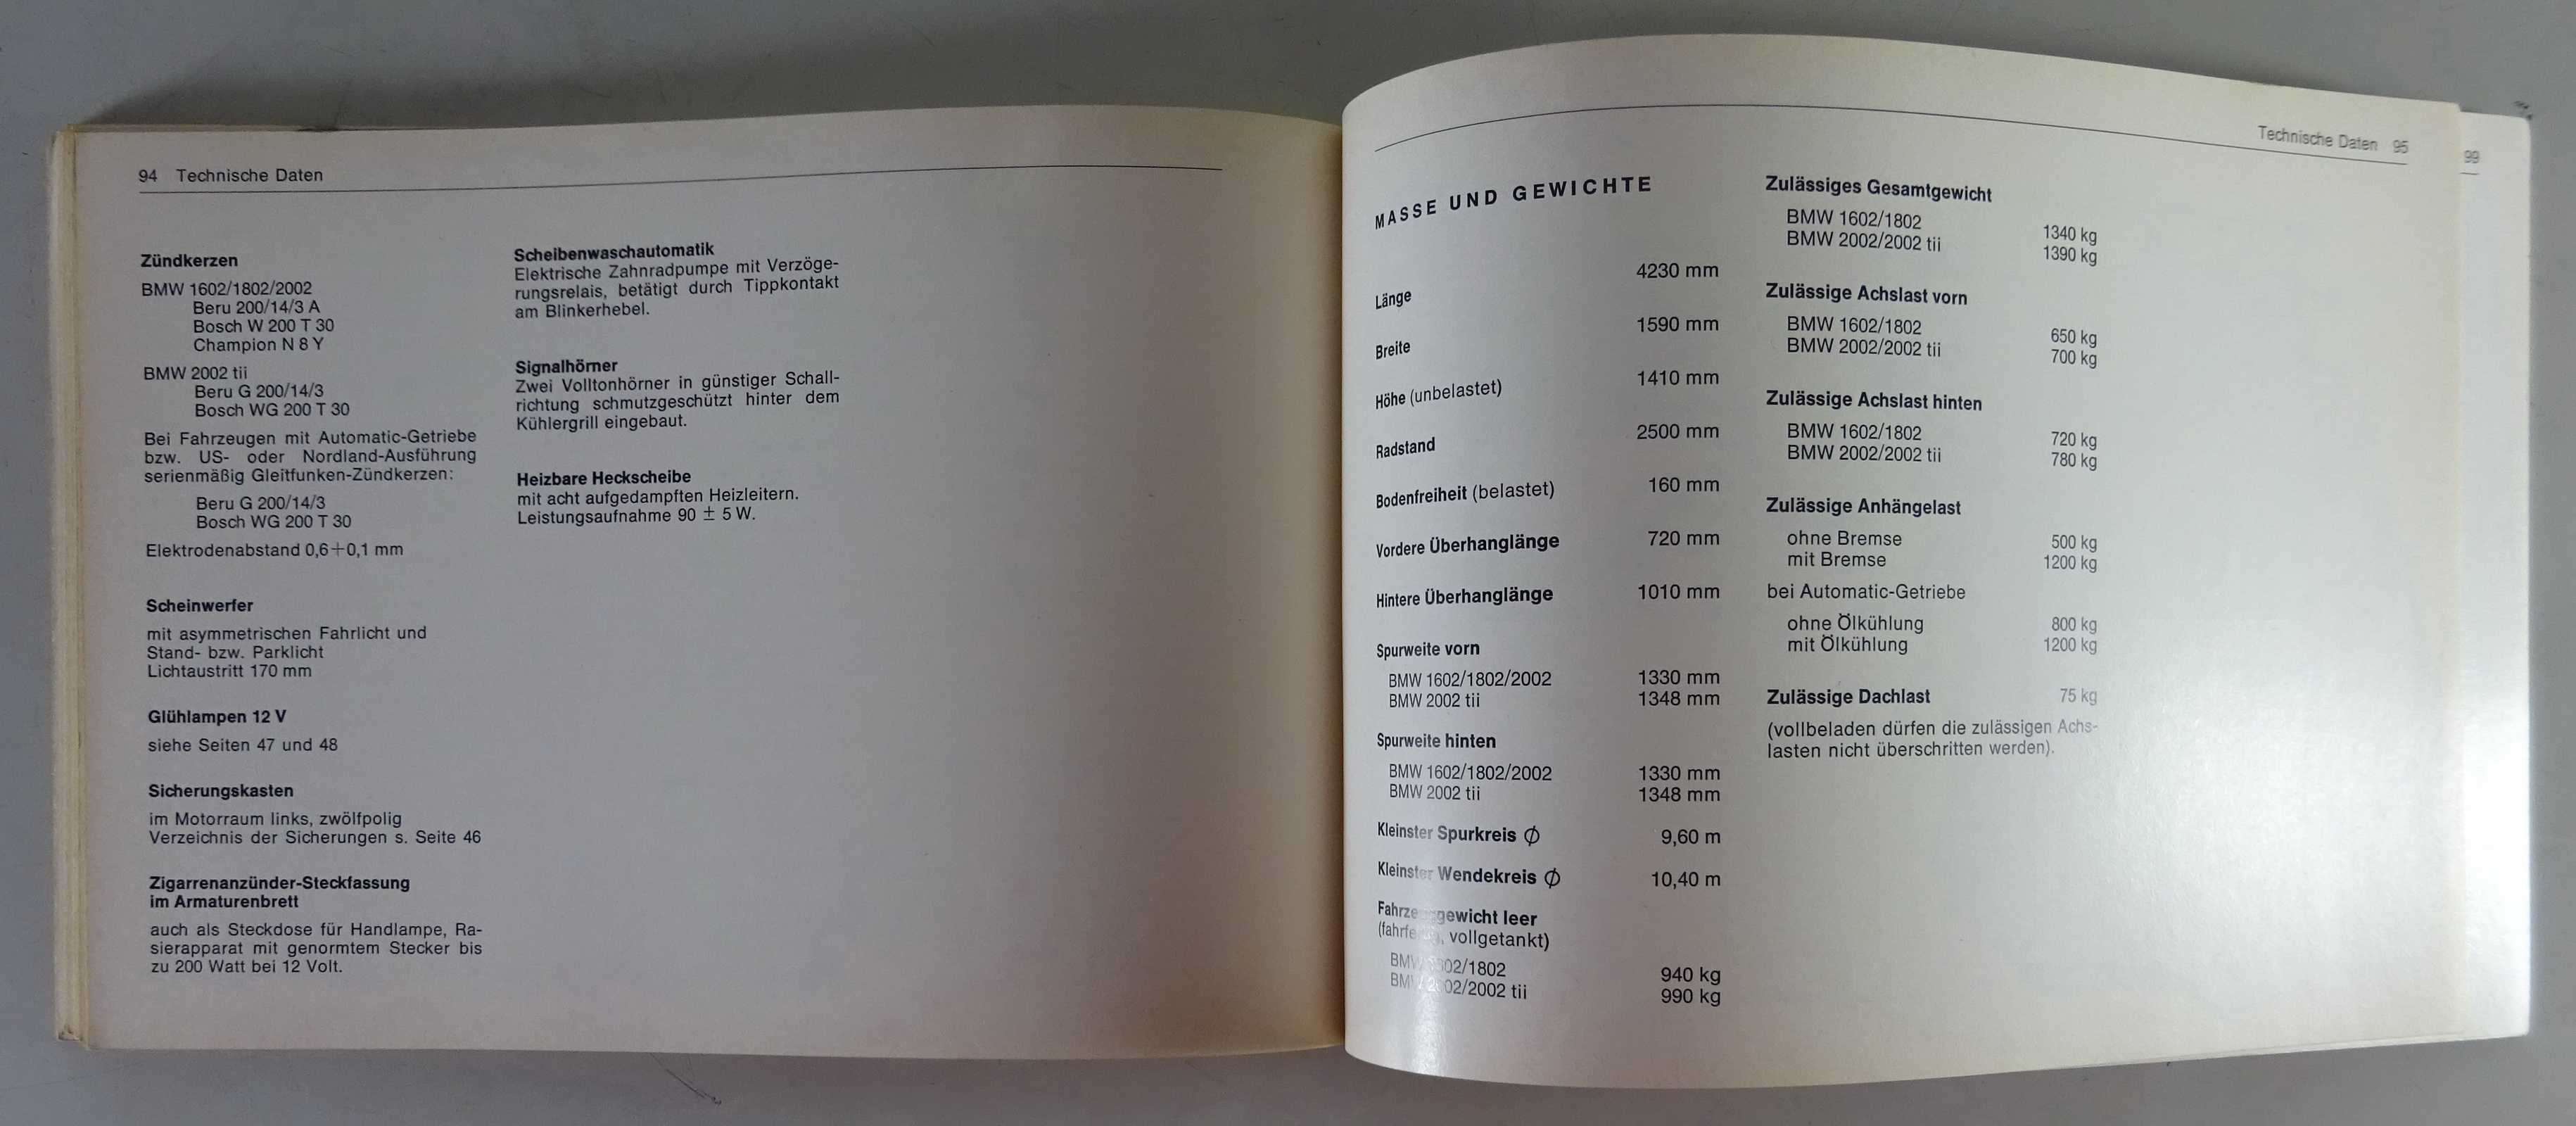 94 Technische Daten
Zündkerzen
BMW 1602/1802/2002
Beru 200/14/3 A
Bosch W 200 T 30
Champion N 8 Y
BMW 2002 tii
Beru G 200/14/3
Bosch WG 200 T 30
Bei Fahrzeugen mit Automatic-Getriebe
bzw. US- oder Nordland-Ausführung
serienmäßig Gleitfunken-Zündkerzen:
Beru G 200/14/3
Bosch WG 200 T 30
Elektrodenabstand 0,6+0,1 mm
Scheinwerfer
mit asymmetrischen Fahrlicht und
Stand- bzw. Parklicht
Lichtaustritt 170 mm
Glühlampen 12 V
siehe Seiten 47 und 48
Sicherungskasten
im Motorraum links, zwölfpolig
Verzeichnis der Sicherungen s. Seite 46
Zigarrenanzünder-Steckfassung
im Armaturenbrett
auch als Steckdose für Handlampe, Ra-
sierapparat mit genormtem Stecker bis
zu 200 Watt bei 12 Volt.
Scheibenwaschautomatik
Elektrische Zahnradpumpe mit Verzöge-
rungsrelais, betätigt durch Tippkontakt
am Blinkerhebel.
Signalhörner
Zwei Volltonhörner in günstiger Schall-
richtung schmutzgeschützt hinter dem
Kühlergrill eingebaut.
Heizbare Heckscheibe
mit acht aufgedampften Heizleitern.
Leistungsaufnahme 90 ± 5 W.
Technische Daten 95
MASSE UND GEWICHTE
Länge 4230 mm
Breite 1590 mm
Höhe (unbelastet) 1410 mm
Radstand 2500 mm
Bodenfreiheit (belastet) 160 mm
Vordere Überhanglänge 720 mm
Hintere Überhanglänge 1010 mm
Spurweite vorn
BMW 1602/1802/2002 1330 mm
BMW 2002 tii 1348 mm
Spurweite hinten
BMW 1602/1802/2002 1330 mm
BMW 2002 tii 1348 mm
Kleinster Spurkreis ∅ 9,60 m
Kleinster Wendekreis ∅ 10,40 m
leer
vollgetankt)
BMW 1602/1802 940 kg
BMW 2002/2002 tii 990 kg
Zulässiges Gesamtgewicht
BMW 1602/1802 1340 kg
BMW 2002/2002 tii 1390 kg
Zulässige Achslast vorn
BMW 1602/1802 650 kg
BMW 2002/2002 tii 700 kg
Zulässige Achslast hinten
BMW 1602/1802 720 kg
BMW 2002/2002 tii 780 kg
Zulässige Anhängelast
ohne Bremse 500 kg
mit Bremse 1200 kg
bei Automatic-Getriebe
ohne Ölkühlung 800 kg
mit Ölkühlung 1200 kg
Zulässige Dachlast 75 kg
(vollbeladen dürfen die zulässigen Achs-
lasten nicht überschritten werden).
99